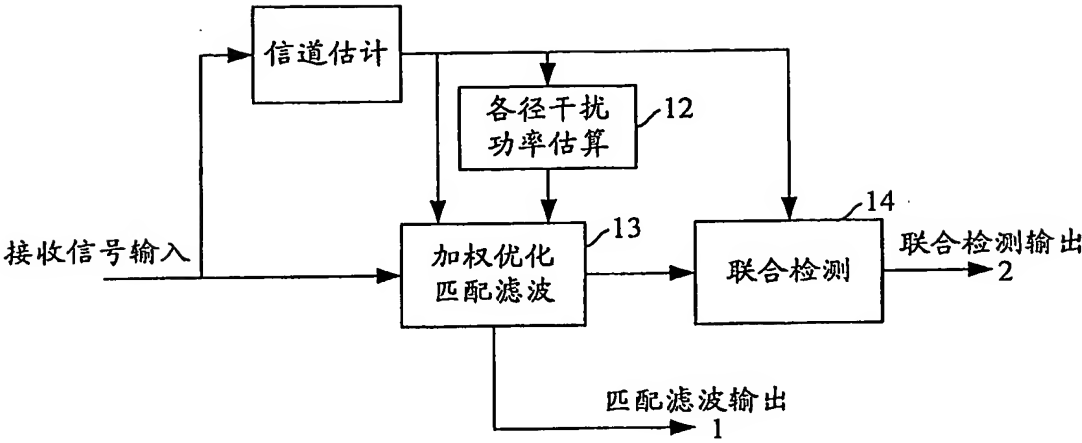 信道估计
各径干扰
功率估算
12
接收信号输入
加权优化
匹配滤波
13
联合检测
14
联合检测输出
2
匹配滤波输出
1